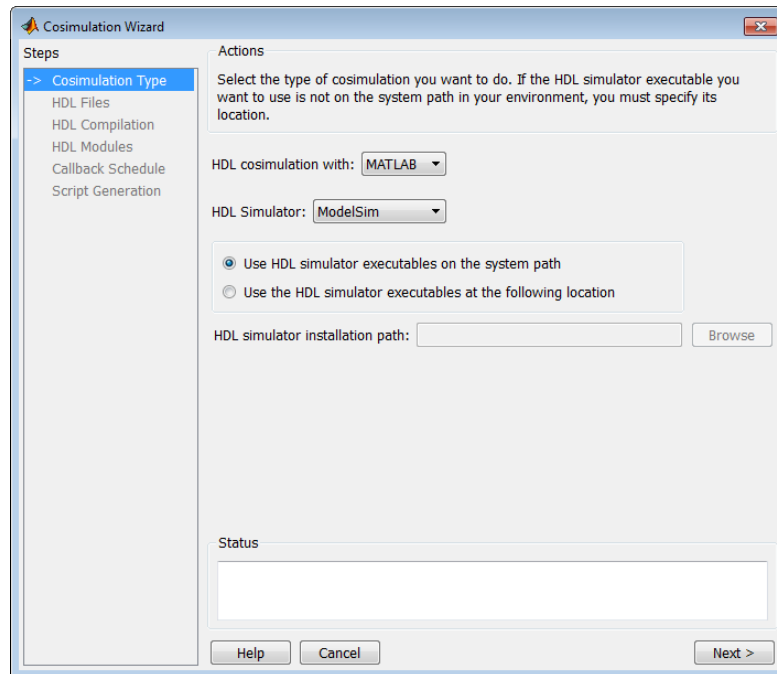 Cosimulation Wizard
Steps
-> Cosimulation Type
HDL Files
HDL Compilation
HDL Modules
Callback Schedule
Script Generation
Actions
Select the type of cosimulation you want to do. If the HDL simulator executable you
want to use is not on the system path in your environment, you must specify its
location.
HDL cosimulation with: MATLAB
HDL Simulator: ModelSim
Use HDL simulator executables on the system path
Use the HDL simulator executables at the following location
HDL simulator installation path: Browse
Status
Help Cancel Next >